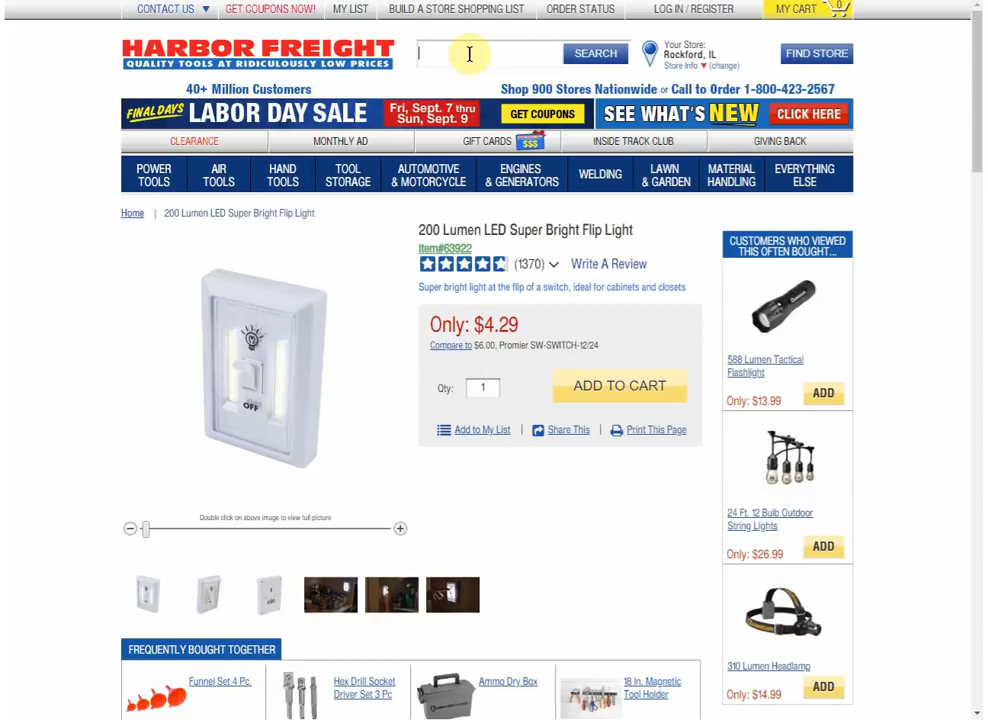 CONTACT US ▼ GET COUPONS NOW! MY LIST BUILD A STORE SHOPPING LIST ORDER STATUS LOG IN / REGISTER MY CART 0
HARBOR FREIGHT
QUALITY TOOLS AT RIDICULOUSLY LOW PRICES
SEARCH
Your Store:
Rockford, IL
Store Info ▼ (change)
FIND STORE
40+ Million Customers
Shop 900 Stores Nationwide or Call to Order 1-800-423-2567
FINAL DAYS LABOR DAY SALE
Fri, Sept. 7 thru
Sun, Sept. 9
GET COUPONS
SEE WHAT'S NEW CLICK HERE
CLEARANCE MONTHLY AD GIFT CARDS $$$ INSIDE TRACK CLUB GIVING BACK
POWER TOOLS
AIR TOOLS
HAND TOOLS
TOOL STORAGE
AUTOMOTIVE & MOTORCYCLE
ENGINES & GENERATORS
WELDING
LAWN & GARDEN
MATERIAL HANDLING
EVERYTHING ELSE
Home | 200 Lumen LED Super Bright Flip Light
OFF
Double click on above image to view full picture
200 Lumen LED Super Bright Flip Light
Item#63922
(1370) Write A Review
Super bright light at the flip of a switch, ideal for cabinets and closets
Only: $4.29
Compare to $6.00, Promier SW-SWITCH-12/24
Qty: 1 ADD TO CART
Add to My List | Share This | Print This Page
CUSTOMERS WHO VIEWED
THIS OFTEN BOUGHT...
588 Lumen Tactical
Flashlight
Only: $13.99 ADD
24 Ft. 12 Bulb Outdoor
String Lights
Only: $26.99 ADD
310 Lumen Headlamp
Only: $14.99 ADD
FREQUENTLY BOUGHT TOGETHER
Funnel Set 4 Pc.
Hex Drill Socket
Driver Set 3 Pc
Ammo Dry Box
18 In. Magnetic
Tool Holder